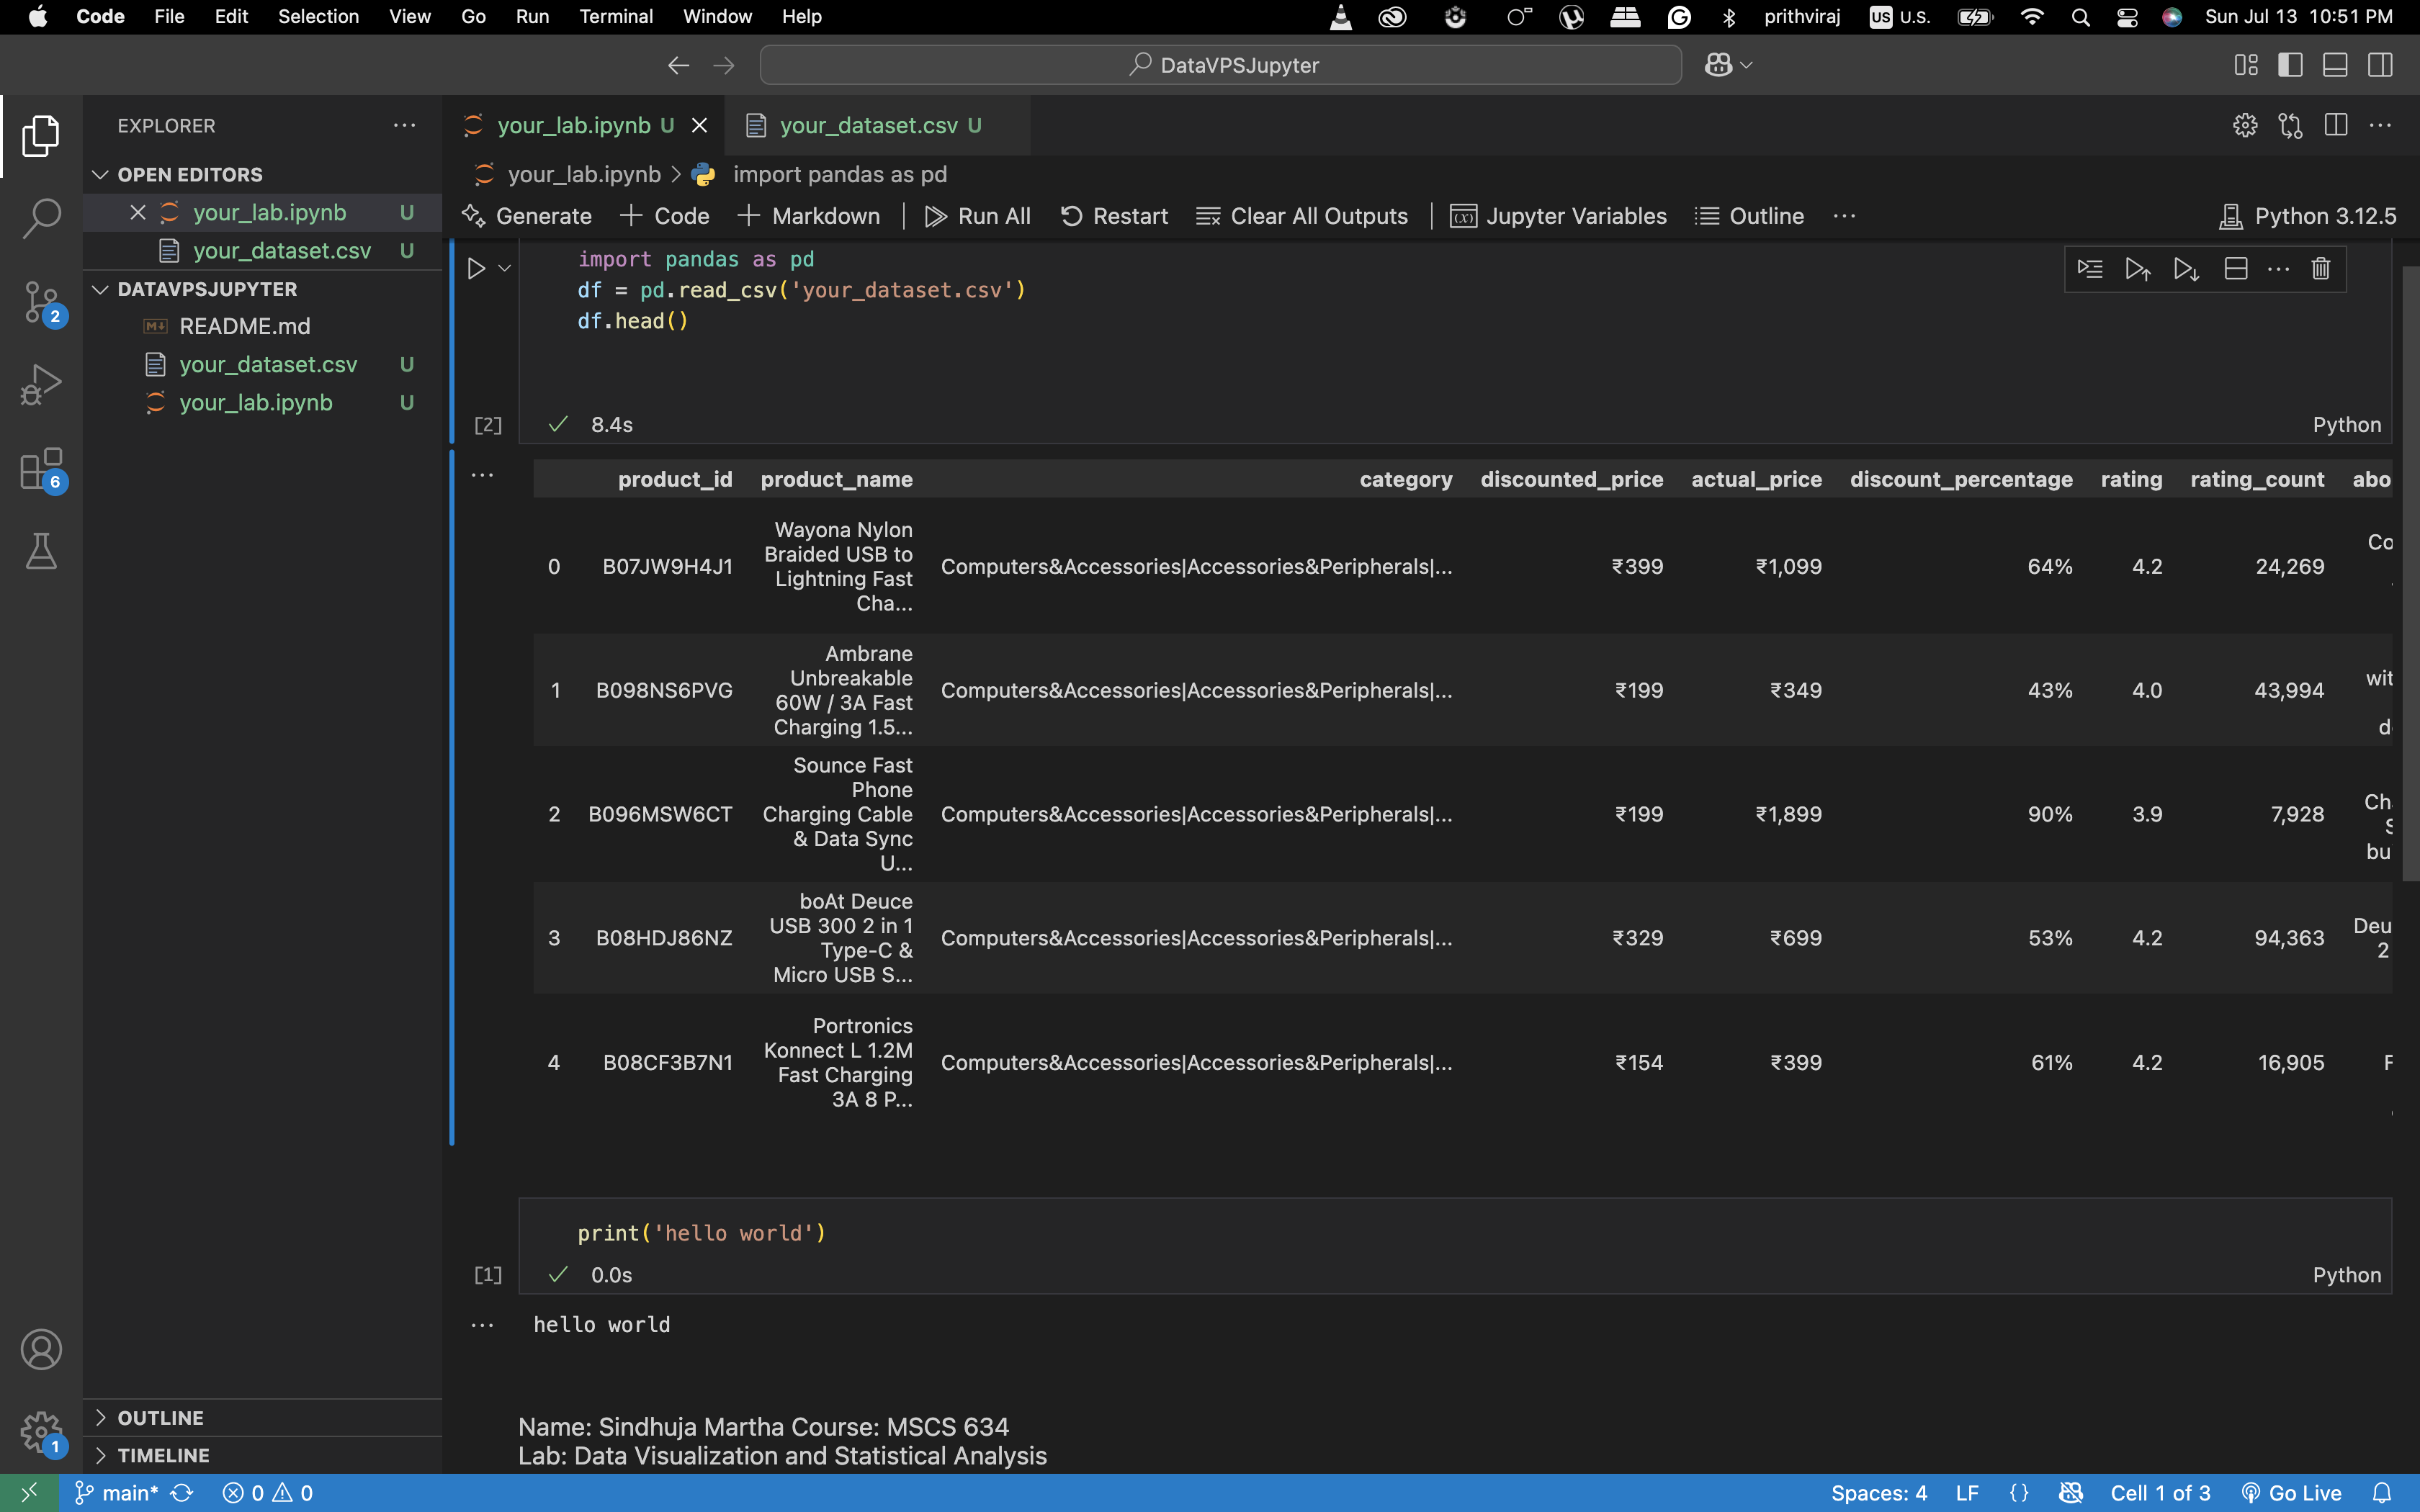 Code File Edit Selection View Go Run Terminal Window Help prithviraj US U.S. Sun Jul 13 10:51 PM
DataVPSJupyter
EXPLORER
OPEN EDITORS
your_lab.ipynb U
your_dataset.csv U
DATAVPSJUPYTER
README.md
your_dataset.csv U
your_lab.ipynb U
2
6
1
OUTLINE
TIMELINE
your_lab.ipynb U your_dataset.csv U
your_lab.ipynb > import pandas as pd
Generate + Code + Markdown Run All Restart Clear All Outputs Jupyter Variables Outline ... Python 3.12.5
import pandas as pd
df = pd.read_csv('your_dataset.csv')
df.head()
[2] 8.4s Python
product_id product_name category discounted_price actual_price discount_percentage rating rating_count abo
0 B07JW9H4J1 Wayona Nylon Braided USB to Lightning Fast Cha... Computers&Accessories|Accessories&Peripherals|... ₹399 ₹1,099 64% 4.2 24,269 Co
1 B098NS6PVG Ambrane Unbreakable 60W / 3A Fast Charging 1.5... Computers&Accessories|Accessories&Peripherals|... ₹199 ₹349 43% 4.0 43,994 wit
2 B096MSW6CT Sounce Fast Phone Charging Cable & Data Sync U... Computers&Accessories|Accessories&Peripherals|... ₹199 ₹1,899 90% 3.9 7,928 bu
3 B08HDJ86NZ boAt Deuce USB 300 2 in 1 Type-C & Micro USB S... Computers&Accessories|Accessories&Peripherals|... ₹329 ₹699 53% 4.2 94,363 Deu 2
4 B08CF3B7N1 Portronics Konnect L 1.2M Fast Charging 3A 8 P... Computers&Accessories|Accessories&Peripherals|... ₹154 ₹399 61% 4.2 16,905 F
print('hello world')
[1] 0.0s Python
hello world
Name: Sindhuja Martha Course: MSCS 634
Lab: Data Visualization and Statistical Analysis
main* 0 0 Spaces: 4 LF {} Cell 1 of 3 Go Live